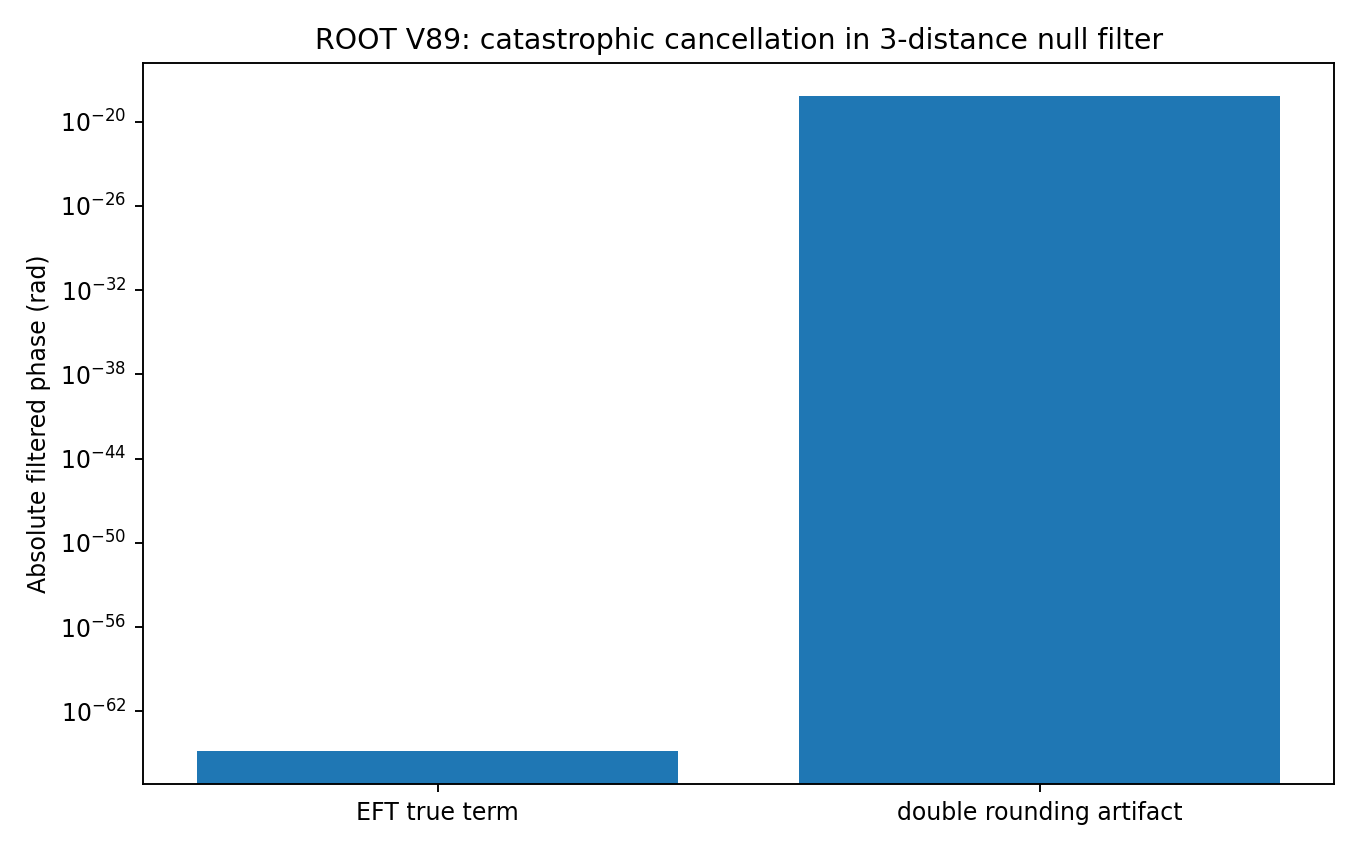 ROOT V89: catastrophic cancellation in 3-distance null filter
Absolute filtered phase (rad)
10⁻²⁰
10⁻²⁶
10⁻³²
10⁻³⁸
10⁻⁴⁴
10⁻⁵⁰
10⁻⁵⁶
10⁻⁶²
EFT true term
double rounding artifact